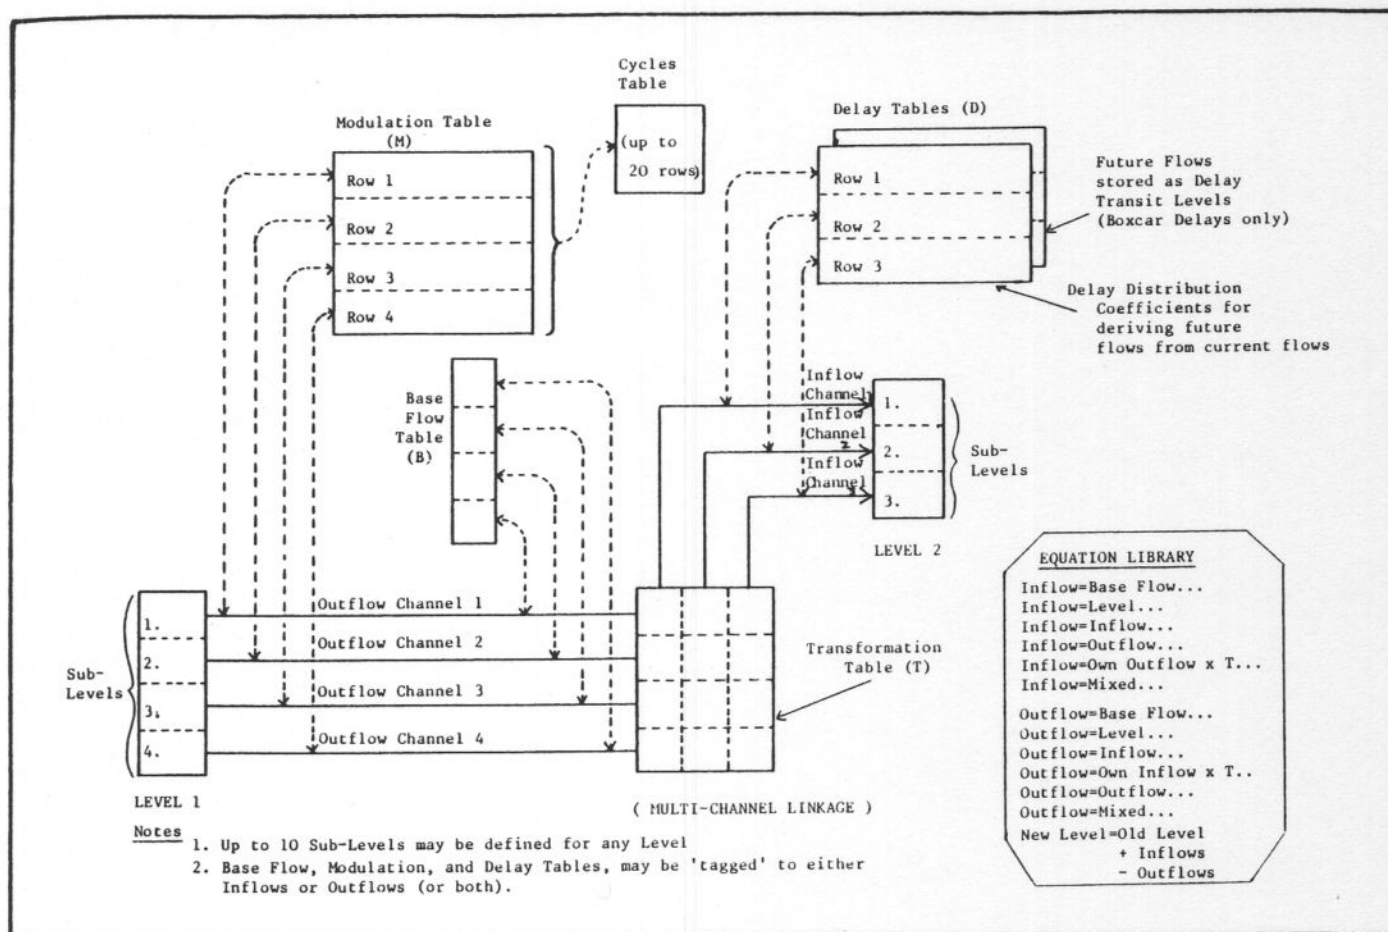 Cycles
Table
(up to
20 rows)
Modulation Table
(M)
Row 1
Row 2
Row 3
Row 4
Delay Tables (D)
Row 1
Row 2
Row 3
Future Flows
stored as Delay
Transit Levels
(Boxcar Delays only)
Delay Distribution
Coefficients for
deriving future
flows from current flows
Base
Flow
Table
(B)
Inflow
Channel 1
Inflow
Channel 2
Inflow
Channel 3
1.
2.
3.
Sub-
Levels
LEVEL 2
Sub-
Levels
1.
2.
3.
4.
LEVEL 1
Outflow Channel 1
Outflow Channel 2
Outflow Channel 3
Outflow Channel 4
Transformation
Table (T)
( MULTI-CHANNEL LINKAGE )
EQUATION LIBRARY
Inflow=Base Flow...
Inflow=Level...
Inflow=Inflow...
Inflow=Outflow...
Inflow=Own Outflow x T...
Inflow=Mixed...
Outflow=Base Flow...
Outflow=Level...
Outflow=Inflow...
Outflow=Own Inflow x T..
Outflow=Outflow...
Outflow=Mixed...
New Level=Old Level
+ Inflows
- Outflows
Notes
1. Up to 10 Sub-Levels may be defined for any Level
2. Base Flow, Modulation, and Delay Tables, may be 'tagged' to either
Inflows or Outflows (or both).